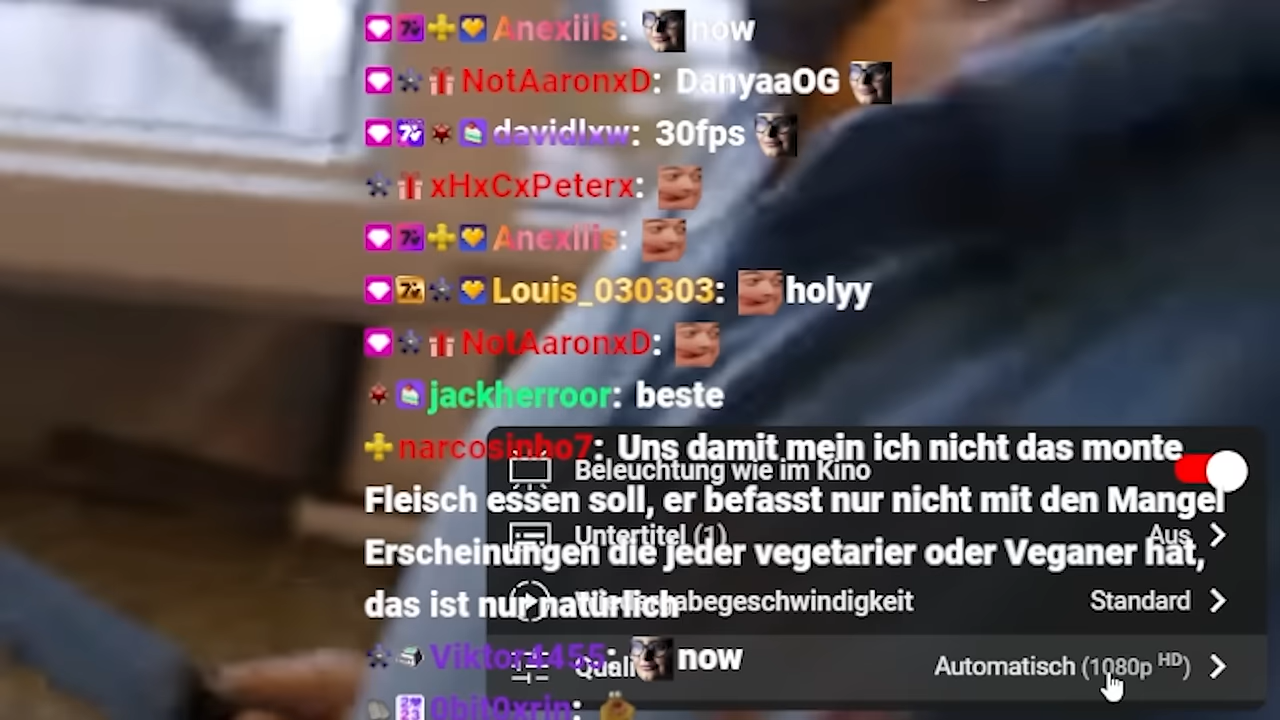 Anexiils: now
NotAaronxD: DanyaaOG
davidlxw: 30fps
xHxCxPeterx:
Anexiils:
Louis_030303: holyy
NotAaronxD:
jackherroor: beste
narcosinho7: Uns damit mein ich nicht das monte
Beleuchtung wie im Kino
Fleisch essen soll, er befasst nur nicht mit den Mangel
Untertitel (1) Aus
Erscheinungen die jeder vegetarier oder Veganer hat,
Wiedergabegeschwindigkeit Standard
das ist nur natürlich
Viktor4455: now
Automatisch (1080p HD)
0bit0xrin: